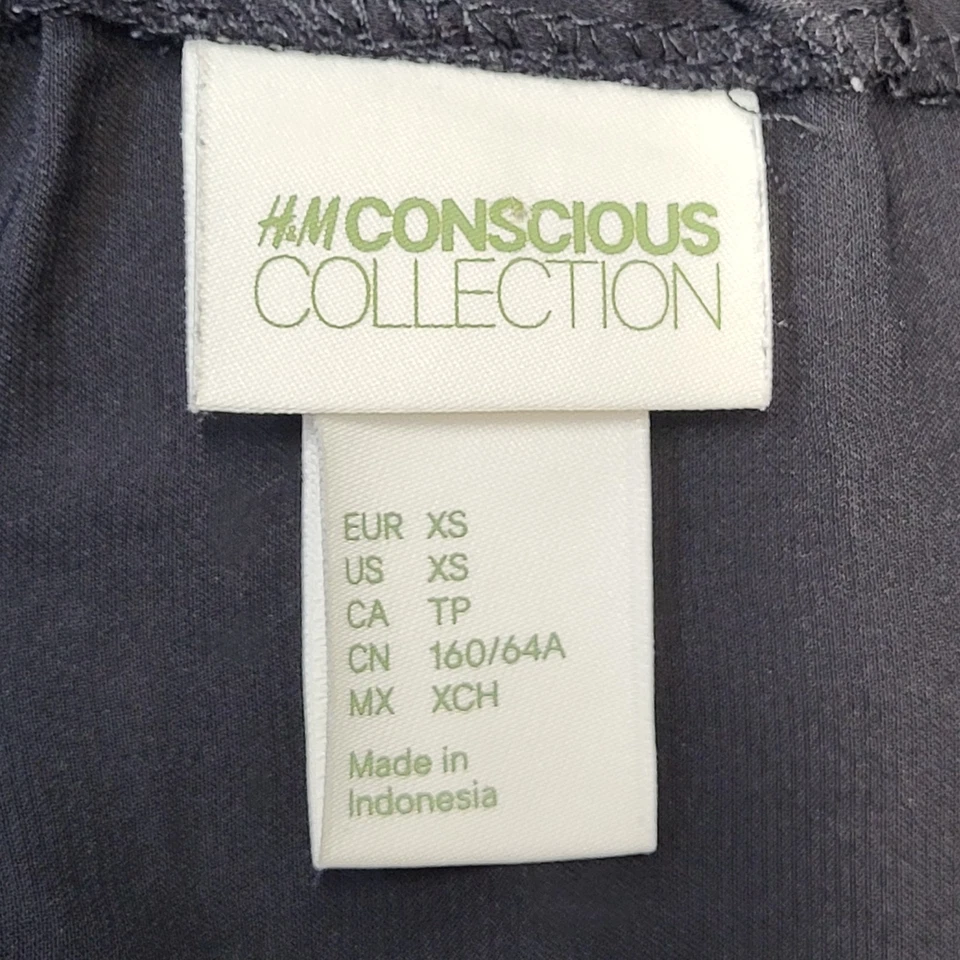 H&M CONSCIOUS
COLLECTION
EUR XS
US XS
CA TP
CN 160/64A
MX XCH
Made in
Indonesia